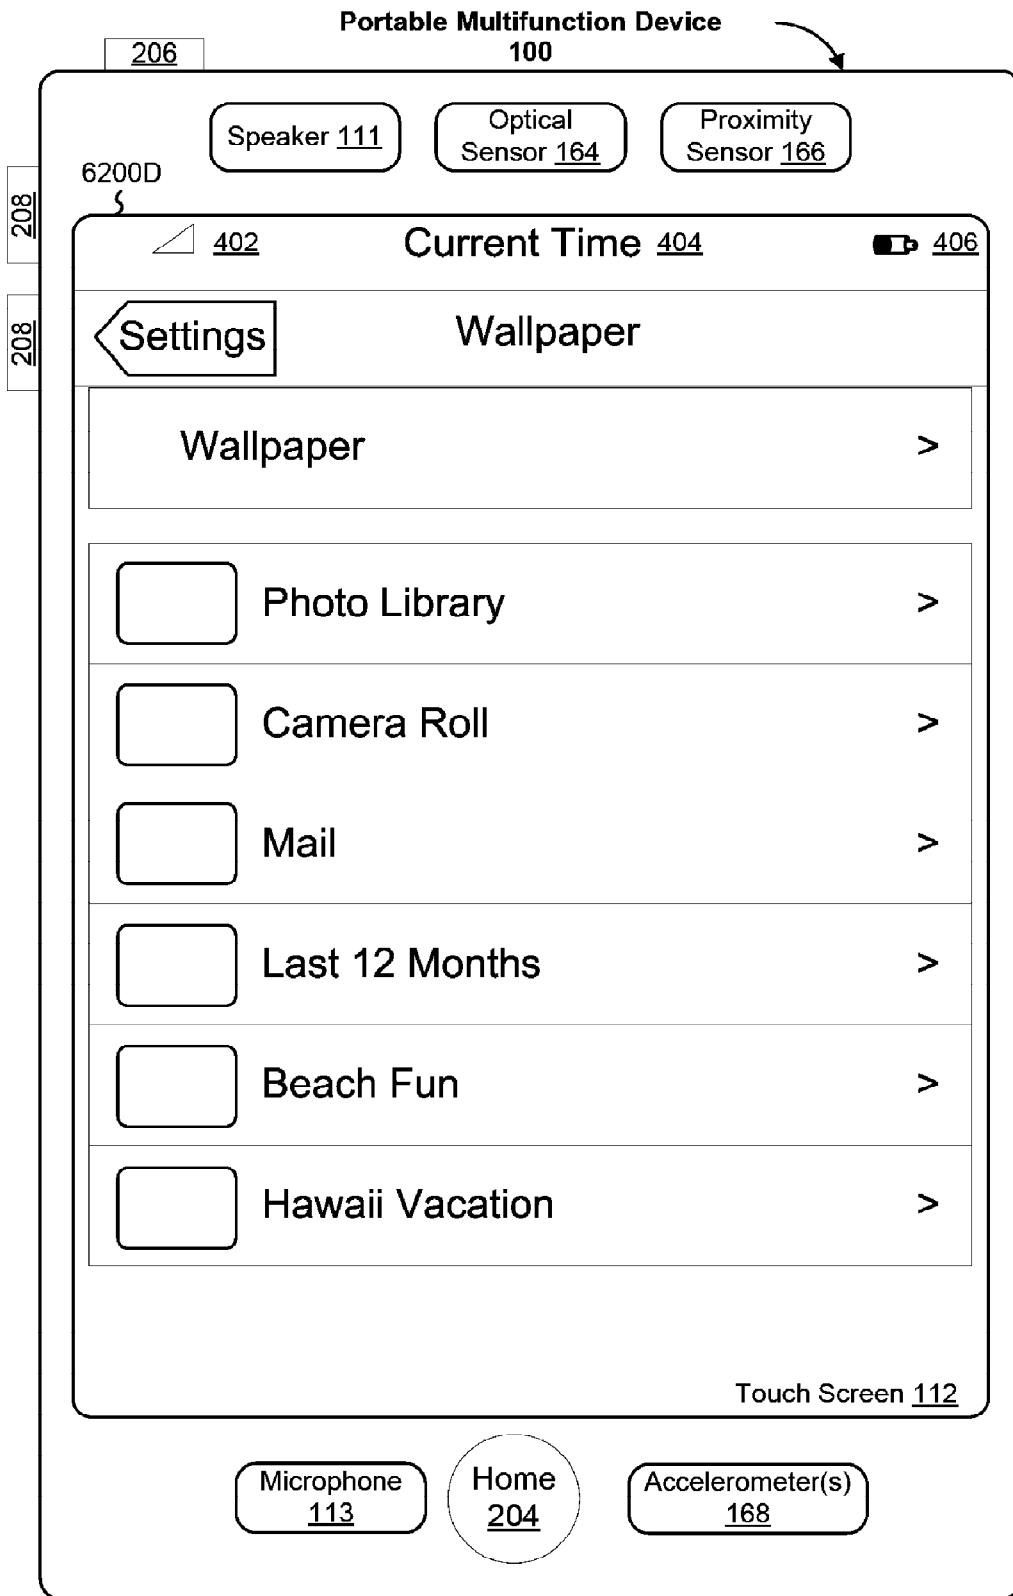 Portable Multifunction Device
100
206
Speaker 111
Optical
Sensor 164
Proximity
Sensor 166
6200D
208
208
402
Current Time 404
406
Settings
Wallpaper
Wallpaper >
Photo Library >
Camera Roll >
Mail >
Last 12 Months >
Beach Fun >
Hawaii Vacation >
Touch Screen 112
Microphone
113
Home
204
Accelerometer(s)
168